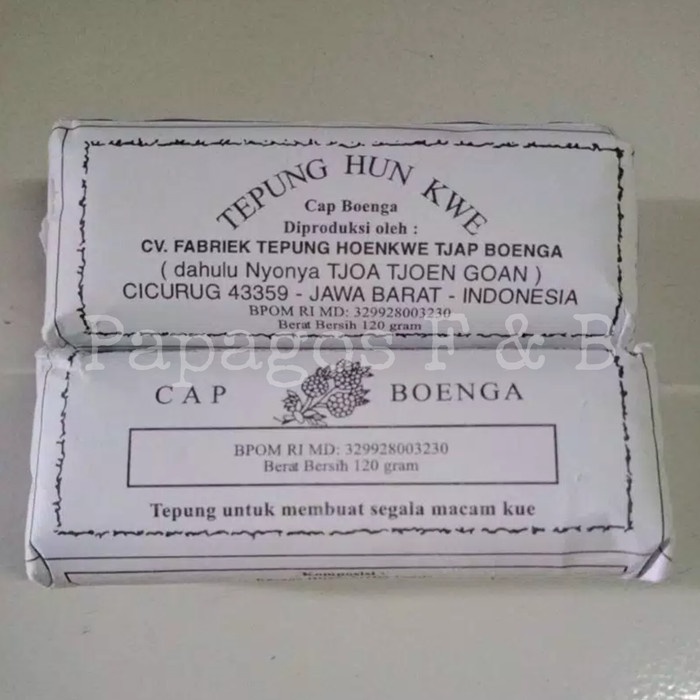 TEPUNG HUN KWE
Cap Boenga
Diproduksi oleh :
CV. FABRIEK TEPUNG HOENKWE TJAP BOENGA
( dahulu Nyonya TJOA TJOEN GOAN )
CICURUG 43359 - JAWA BARAT - INDONESIA
BPOM RI MD: 329928003230
Berat Bersih 120 gram
Papagos F & B
CAP BOENGA
BPOM RI MD: 329928003230
Berat Bersih 120 gram
Tepung untuk membuat segala macam kue
Komposisi :